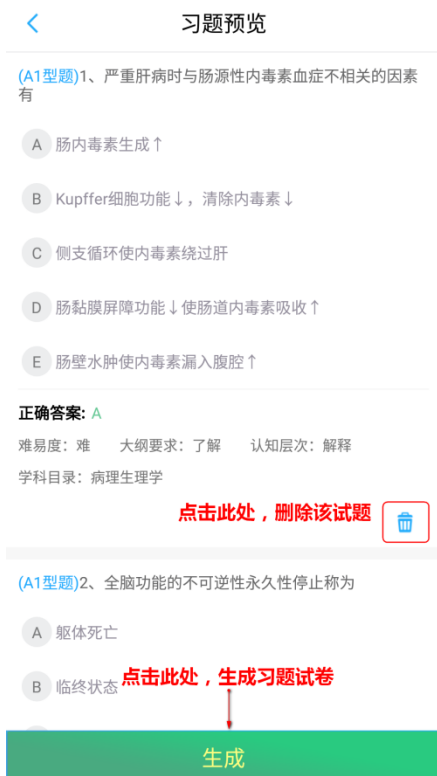 习题预览
(A1型题)1、严重肝病时与肠源性内毒素血症不相关的因素
有
A 肠内毒素生成↑
B Kupffer细胞功能↓，清除内毒素↓
C 侧支循环使内毒素绕过肝
D 肠黏膜屏障功能↓使肠道内毒素吸收↑
E 肠壁水肿使内毒素漏入腹腔↑
正确答案: A
难易度：难 大纲要求：了解 认知层次：解释
学科目录：病理生理学
点击此处，删除该试题
(A1型题)2、全脑功能的不可逆性永久性停止称为
A 躯体死亡
B 临终状态
点击此处，生成习题试卷
生成